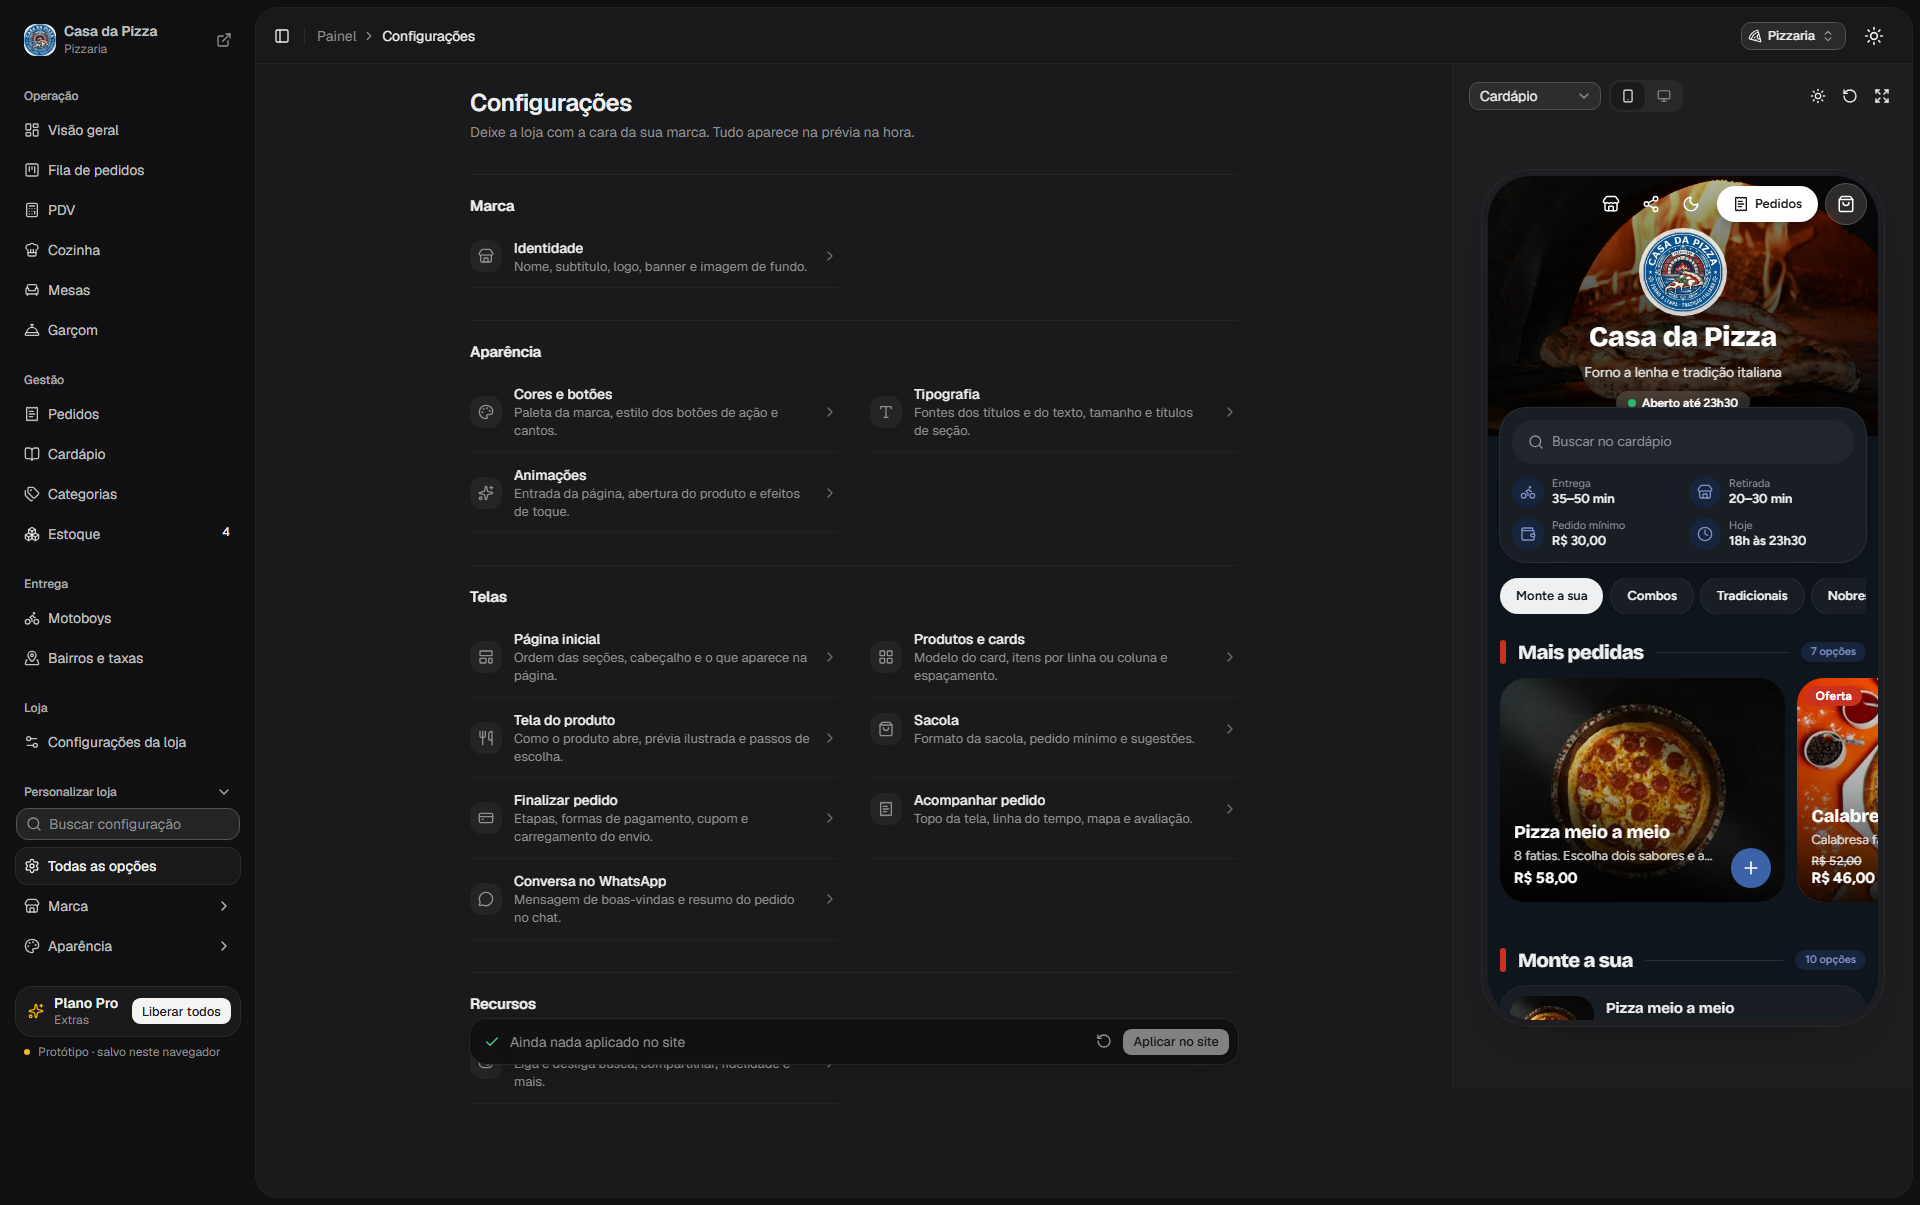 Casa da Pizza
Pizzaria
Operação
Visão geral
Fila de pedidos
PDV
Cozinha
Mesas
Garçom
Gestão
Pedidos
Cardápio
Categorias
Estoque
4
Entrega
Motoboys
Bairros e taxas
Loja
Configurações da loja
Personalizar loja
Buscar configuração
Todas as opções
Marca
Aparência
Plano Pro
Extras
Liberar todos
Protótipo · salvo neste navegador
Painel > Configurações
Pizzaria
Configurações
Deixe a loja com a cara da sua marca. Tudo aparece na prévia na hora.
Marca
Identidade
Nome, subtítulo, logo, banner e imagem de fundo.
Aparência
Cores e botões
Paleta da marca, estilo dos botões de ação e
cantos.
Tipografia
Fontes dos títulos e do texto, tamanho e títulos
de seção.
Animações
Entrada da página, abertura do produto e efeitos
de toque.
Telas
Página inicial
Ordem das seções, cabeçalho e o que aparece na
página.
Produtos e cards
Modelo do card, itens por linha ou coluna e
espaçamento.
Tela do produto
Como o produto abre, prévia ilustrada e passos de
escolha.
Sacola
Formato da sacola, pedido mínimo e sugestões.
Finalizar pedido
Etapas, formas de pagamento, cupom e
carregamento do envio.
Acompanhar pedido
Topo da tela, linha do tempo, mapa e avaliação.
Conversa no WhatsApp
Mensagem de boas-vindas e resumo do pedido
no chat.
Recursos
Ainda nada aplicado no site
Aplicar no site
Liga e desliga busca, compartilhar, fidelidade e
mais.
Cardápio
Pedidos
CASA DA PIZZA
Casa da Pizza
Forno a lenha e tradição italiana
Aberto até 23h30
Buscar no cardápio
Entrega
35–50 min
Retirada
20–30 min
Pedido mínimo
R$ 30,00
Hoje
18h às 23h30
Monte a sua
Combos
Tradicionais
Nobre
Mais pedidas
7 opções
Pizza meio a meio
8 fatias. Escolha dois sabores e a...
R$ 58,00
Oferta
Calabre
Calabresa f
R$ 52,00
R$ 46,00
Monte a sua
10 opções
Pizza meio a meio